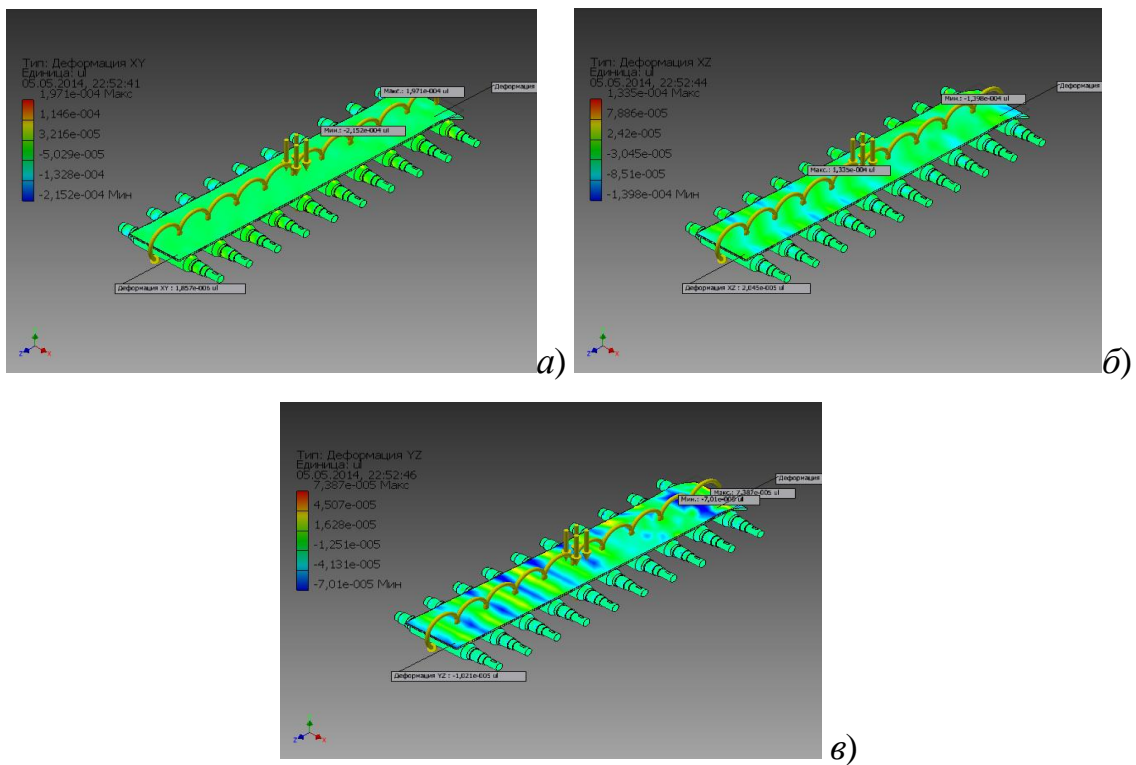 Тип: Деформация XY
Единица: ul
05.05.2014, 22:52:41
1,971e-004 Макс
1,146e-004
3,216e-005
-5,029e-005
-1,328e-004
-2,152e-004 Мин
Макс.: 1,971e-004 ul
Деформация
Мин.: -2,152e-004 ul
Деформация XY : 1,857e-006 ul
z
x
а)
Тип: Деформация XZ
Единица: ul
05.05.2014, 22:52:44
1,335e-004 Макс
7,886e-005
2,42e-005
-3,045e-005
-8,51e-005
-1,398e-004 Мин
Деформация
Мин.: -1,398e-004 ul
Макс.: 1,335e-004 ul
Деформация XZ : 2,045e-005 ul
z
x
б)
Тип: Деформация YZ
Единица: ul
05.05.2014, 22:52:46
7,387e-005 Макс
4,507e-005
1,628e-005
-1,251e-005
-4,131e-005
-7,01e-005 Мин
Деформация
Макс.: 7,387e-005 ul
Мин.: -7,01e-005 ul
Деформация YZ : -1,021e-005 ul
z
x
в)